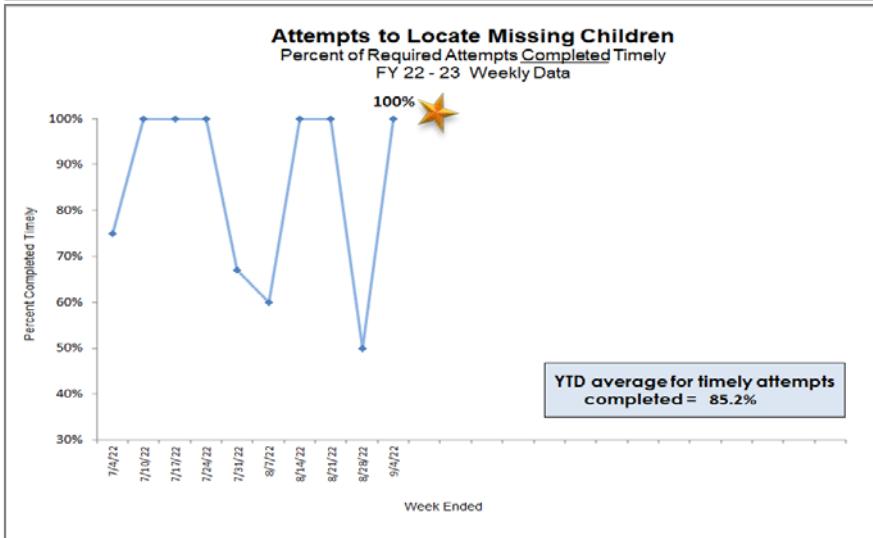 Attempts to Locate Missing Children
Percent of Required Attempts Completed Timely
FY 22 - 23 Weekly Data
100%
100%
90%
80%
70%
60%
50%
40%
30%
Percent Completed Timely
YTD average for timely attempts
completed = 85.2%
7/4/22
7/10/22
7/17/22
7/24/22
7/31/22
8/7/22
8/14/22
8/21/22
8/28/22
9/4/22
Week Ended